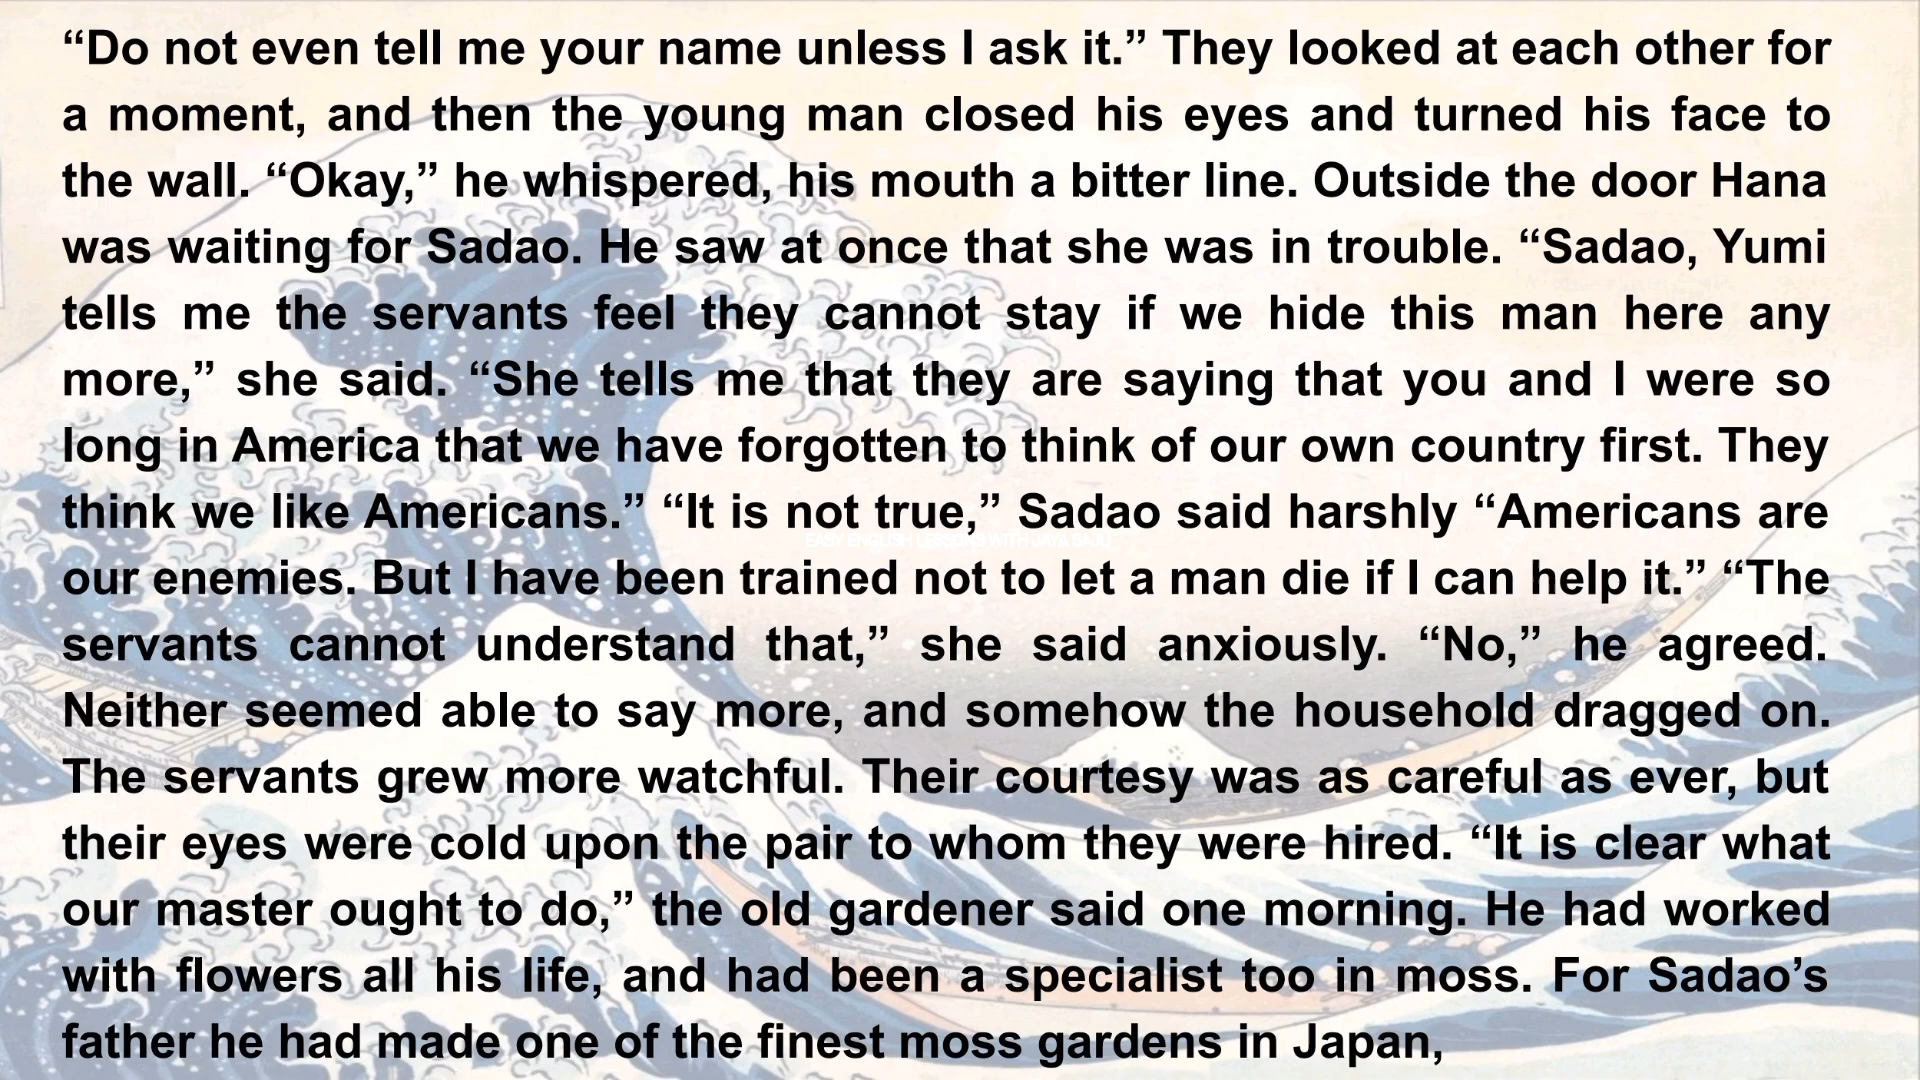 “Do not even tell me your name unless I ask it.” They looked at each other for
a moment, and then the young man closed his eyes and turned his face to
the wall. “Okay,” he whispered, his mouth a bitter line. Outside the door Hana
was waiting for Sadao. He saw at once that she was in trouble. “Sadao, Yumi
tells me the servants feel they cannot stay if we hide this man here any
more,” she said. “She tells me that they are saying that you and I were so
long in America that we have forgotten to think of our own country first. They
think we like Americans.” “It is not true,” Sadao said harshly “Americans are
EASY ENGLISH LESSONS WITH JAYA SAJU
our enemies. But I have been trained not to let a man die if I can help it.” “The
servants cannot understand that,” she said anxiously. “No,” he agreed.
Neither seemed able to say more, and somehow the household dragged on.
The servants grew more watchful. Their courtesy was as careful as ever, but
their eyes were cold upon the pair to whom they were hired. “It is clear what
our master ought to do,” the old gardener said one morning. He had worked
with flowers all his life, and had been a specialist too in moss. For Sadao’s
father he had made one of the finest moss gardens in Japan,